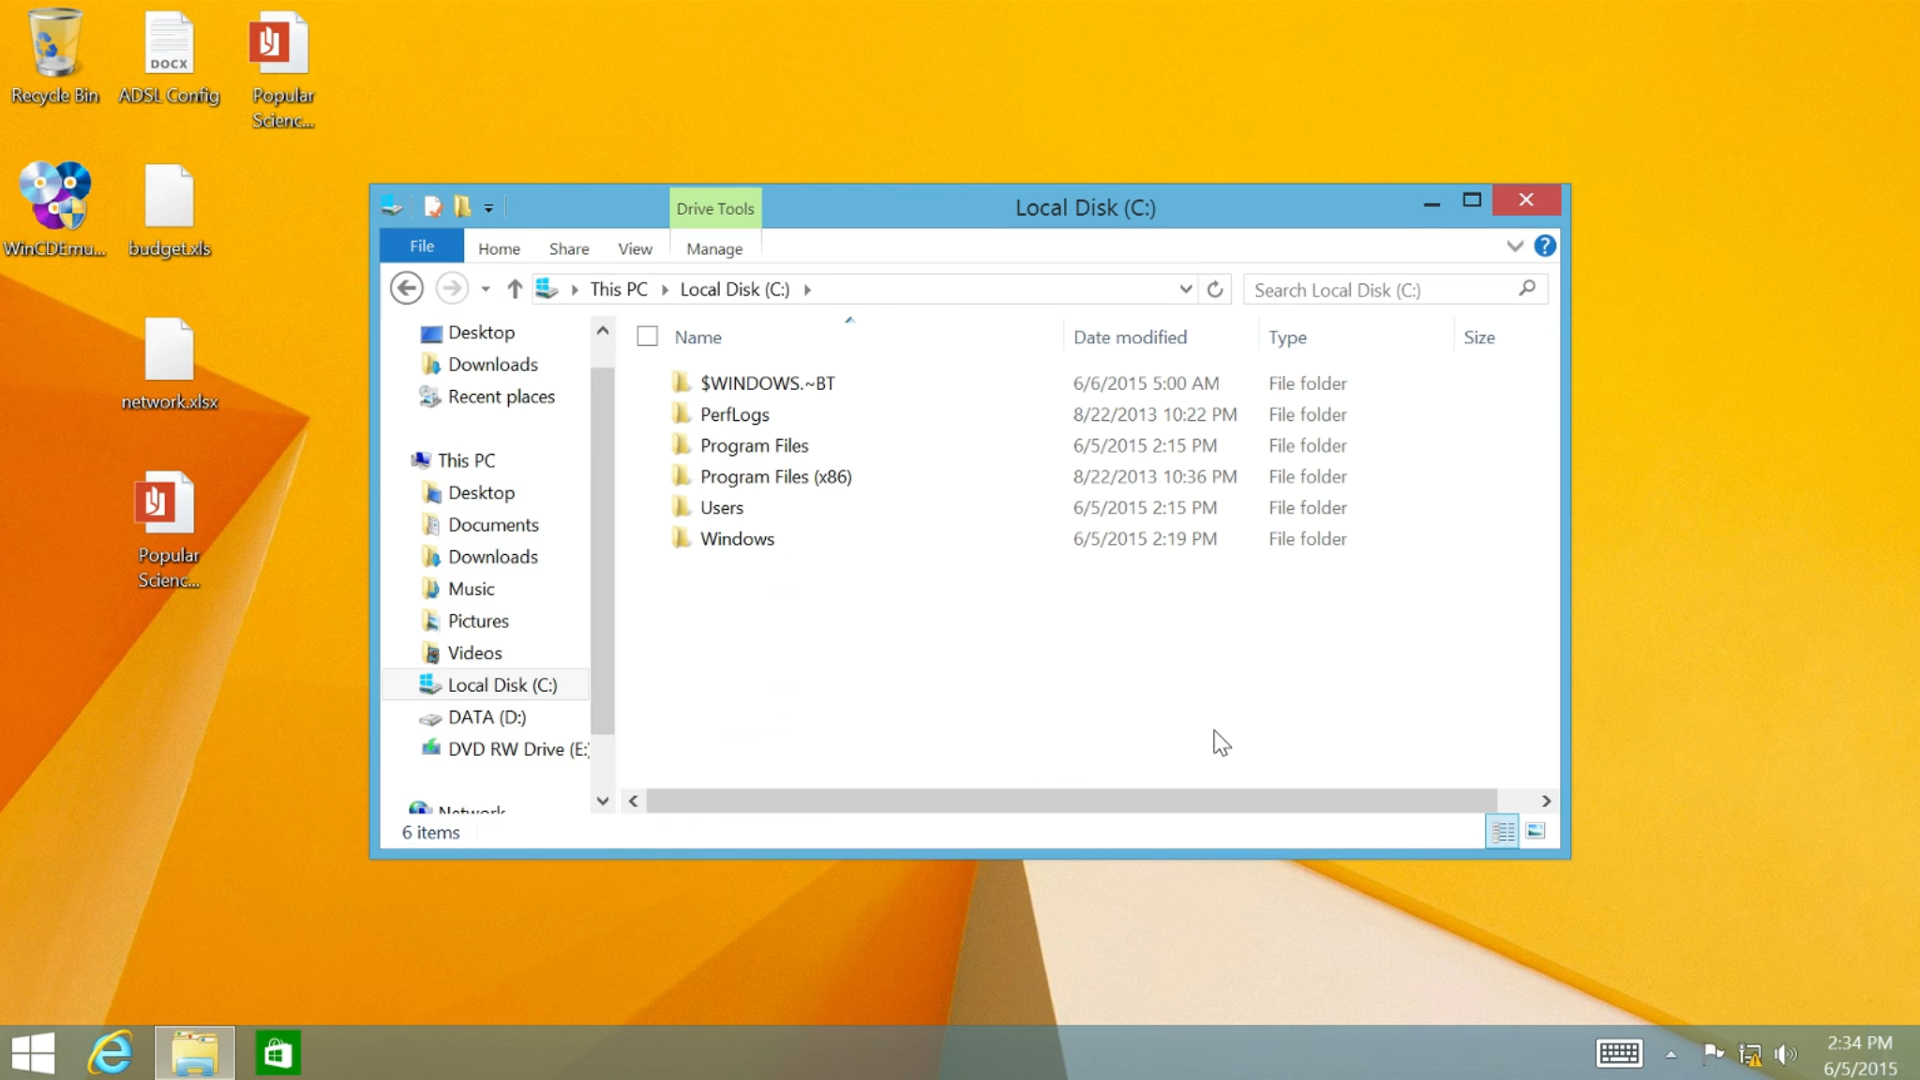 Recycle Bin
DOCX
ADSL Config
Popular
Scienc...
WinCDEmu...
budget.xls
network.xlsx
Popular
Scienc...
Drive Tools
Local Disk (C:)
File
Home
Share
View
Manage
This PC
Local Disk (C:)
Search Local Disk (C:)
Desktop
Downloads
Recent places
This PC
Desktop
Documents
Downloads
Music
Pictures
Videos
Local Disk (C:)
DATA (D:)
DVD RW Drive (E:)
Network
Name Date modified Type Size
$WINDOWS.~BT 6/6/2015 5:00 AM File folder
PerfLogs 8/22/2013 10:22 PM File folder
Program Files 6/5/2015 2:15 PM File folder
Program Files (x86) 8/22/2013 10:36 PM File folder
Users 6/5/2015 2:15 PM File folder
Windows 6/5/2015 2:19 PM File folder
6 items
2:34 PM
6/5/2015